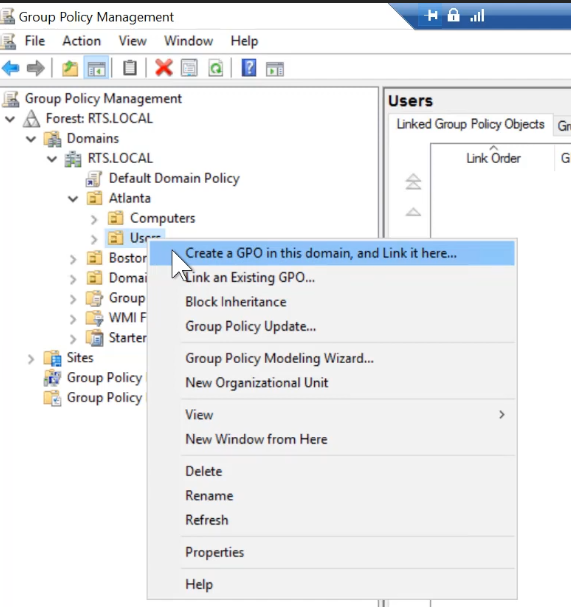 Group Policy Management
File Action View Window Help
Group Policy Management
Forest: RTS.LOCAL
Domains
RTS.LOCAL
Default Domain Policy
Atlanta
Computers
Users
Boston
Domai
Group
WMI F
Starter
Sites
Group Policy
Group Policy
Users
Linked Group Policy Objects
Link Order
Create a GPO in this domain, and Link it here...
Link an Existing GPO...
Block Inheritance
Group Policy Update...
Group Policy Modeling Wizard...
New Organizational Unit
View
New Window from Here
Delete
Rename
Refresh
Properties
Help